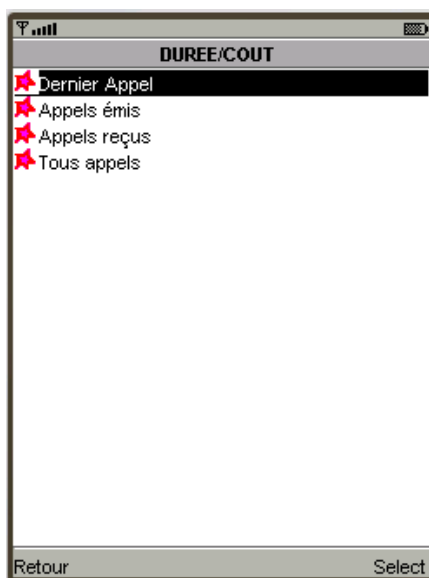 DUREE/COUT
Dernier Appel
Appels émis
Appels reçus
Tous appels
Retour Select